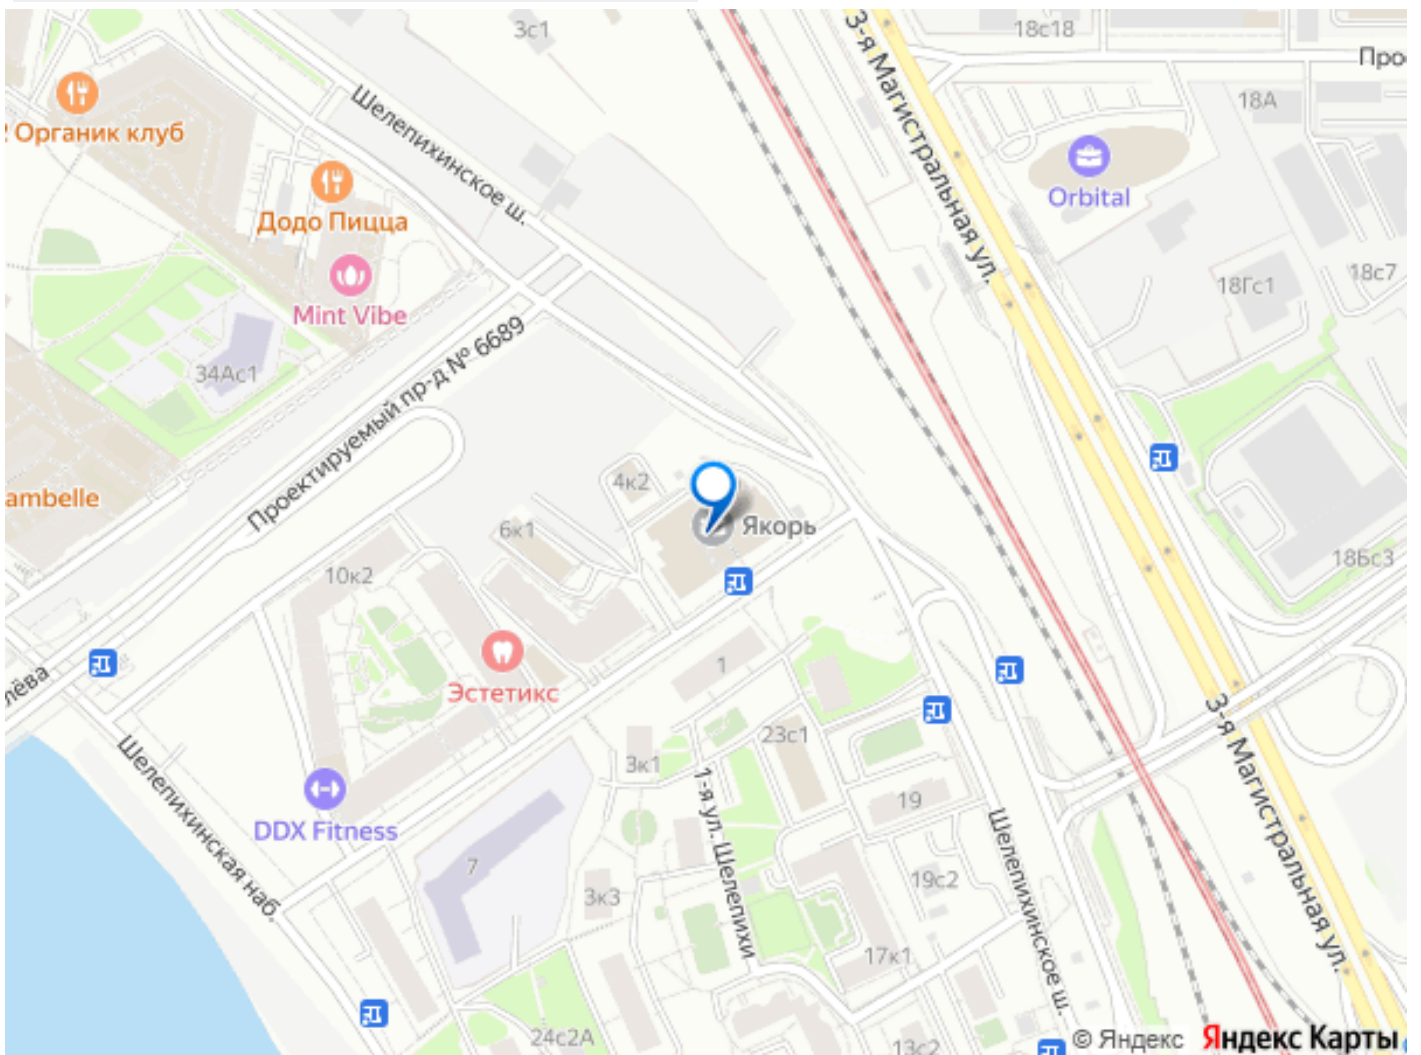 3с1
18с18
3-я Магистральная ул.
Прое
Шелепихинское ш.
18А
Органик клуб
Orbital
Додо Пицца
18с7
18Гс1
Mint Vibe
Проектируемый пр-д № 6689
34Ас1
4к2
ambelle
6к1
Якорь
18Бс3
10к2
1
лёва
Эстетикс
3-я Магистральная ул.
23с1
Шелепихинская наб.
3к1
1-я ул. Шелепихи
19
DDX Fitness
Шелепихинское ш.
7
19с2
3к3
17к1
24с2А
13с2
© Яндекс Яндекс Карты